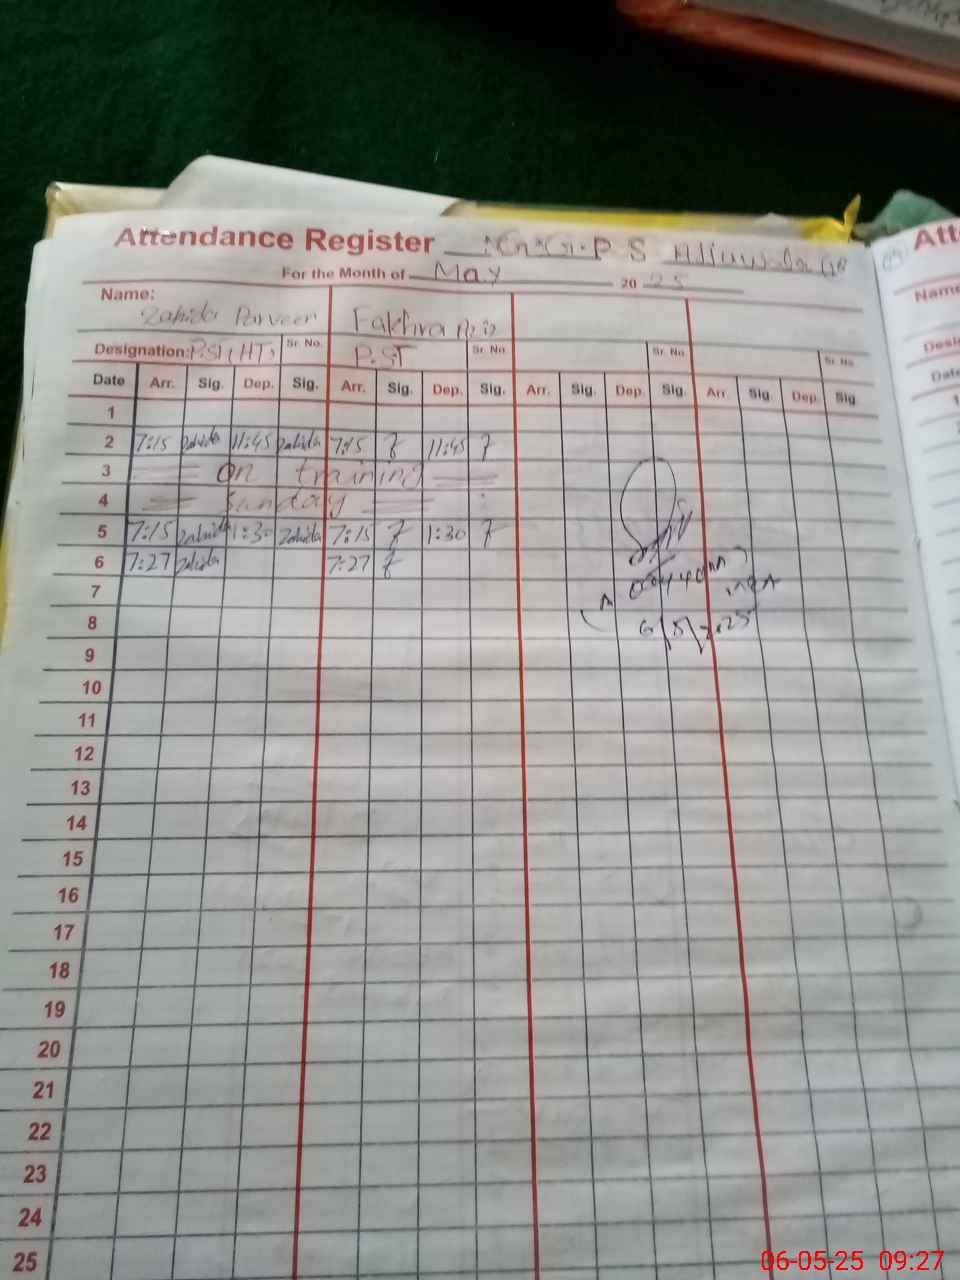 Attendance Register G.G.P.S
For the Month of May 2025
Name: Zahida Parveen Fakhra
Designation: P.ST (HT) Sr. No. P.ST Sr. No. Sr. No. Sr. No.
Date Arr. Sig. Dep. Sig. Arr. Sig. Dep. Sig. Arr. Sig. Dep. Sig. Arr. Sig. Dep. Sig.
1
2 7:15 Zahida 11:45 Zahida 7:15 11:45
3 on training
4 Sunday
5 7:15 Zahida 1:30 Zahida 7:15 1:30
6 7:27 Zahida 7:27
7
8
9
10
11
12
13
14
15
16
17
18
19
20
21
22
23
24
25
Att
Name
Desi
Date
06-05-25 09:27